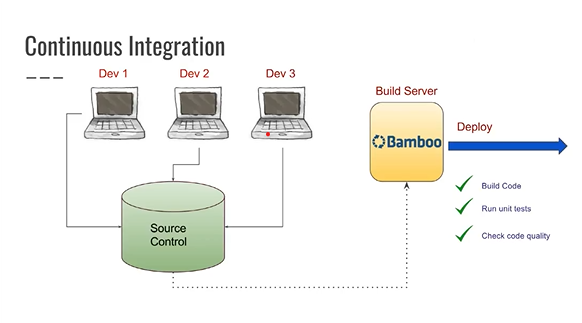 Continuous Integration
Dev 1
Dev 2
Dev 3
Build Server
Bamboo
Deploy
Build Code
Run unit tests
Check code quality
Source
Control